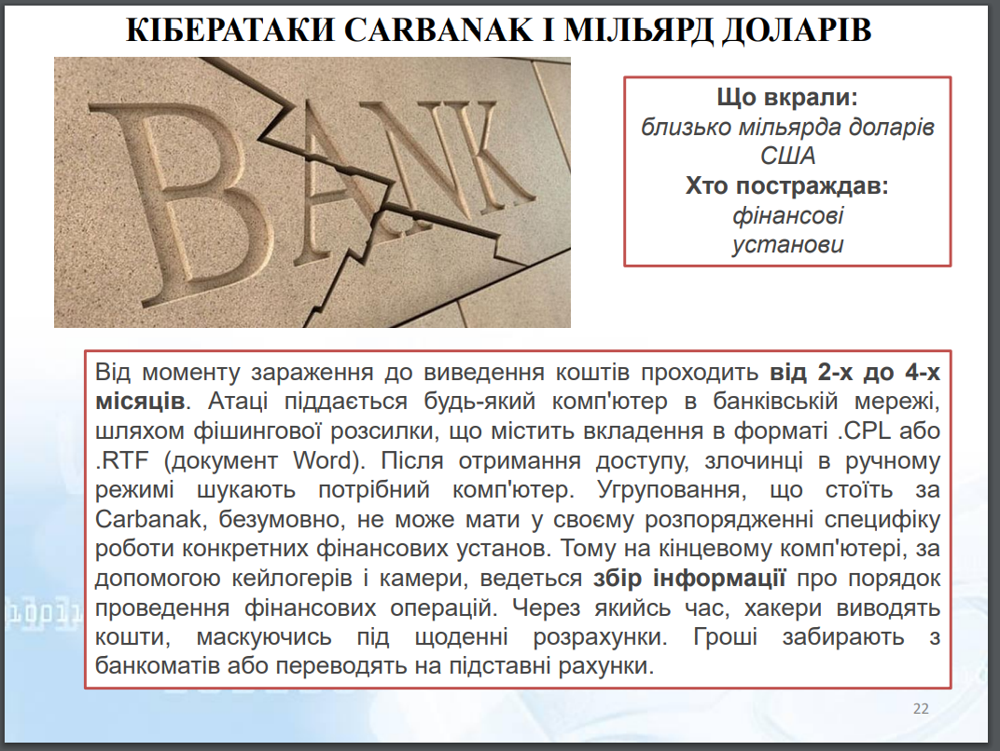 КІБЕРАТАКИ CARBANAK І МІЛЬЯРД ДОЛАРІВ
BANK
Що вкрали:
близько мільярда доларів
США
Хто постраждав:
фінансові
установи
Від моменту зараження до виведення коштів проходить від 2-х до 4-х
місяців. Атаці піддається будь-який комп'ютер в банківській мережі,
шляхом фішингової розсилки, що містить вкладення в форматі .CPL або
.RTF (документ Word). Після отримання доступу, злочинці в ручному
режимі шукають потрібний комп'ютер. Угруповання, що стоїть за
Carbanak, безумовно, не може мати у своєму розпорядженні специфіку
роботи конкретних фінансових установ. Тому на кінцевому комп'ютері, за
допомогою кейлогерів і камери, ведеться збір інформації про порядок
проведення фінансових операцій. Через якийсь час, хакери виводять
кошти, маскуючись під щоденні розрахунки. Гроші забирають з
банкоматів або переводять на підставні рахунки.
22